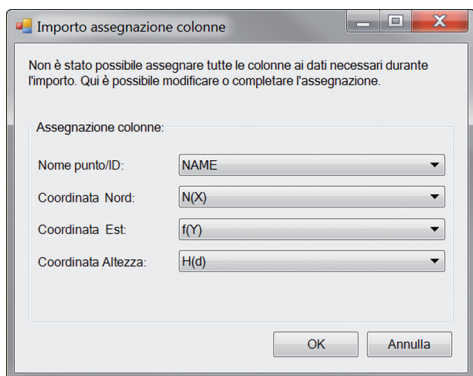 Importo assegnazione colonne
Non è stato possibile assegnare tutte le colonne ai dati necessari durante
l'importo. Qui è possibile modificare o completare l'assegnazione.
Assegnazione colonne:
Nome punto/ID: NAME
Coordinata Nord: N(X)
Coordinata Est: f(Y)
Coordinata Altezza: H(d)
OK Annulla